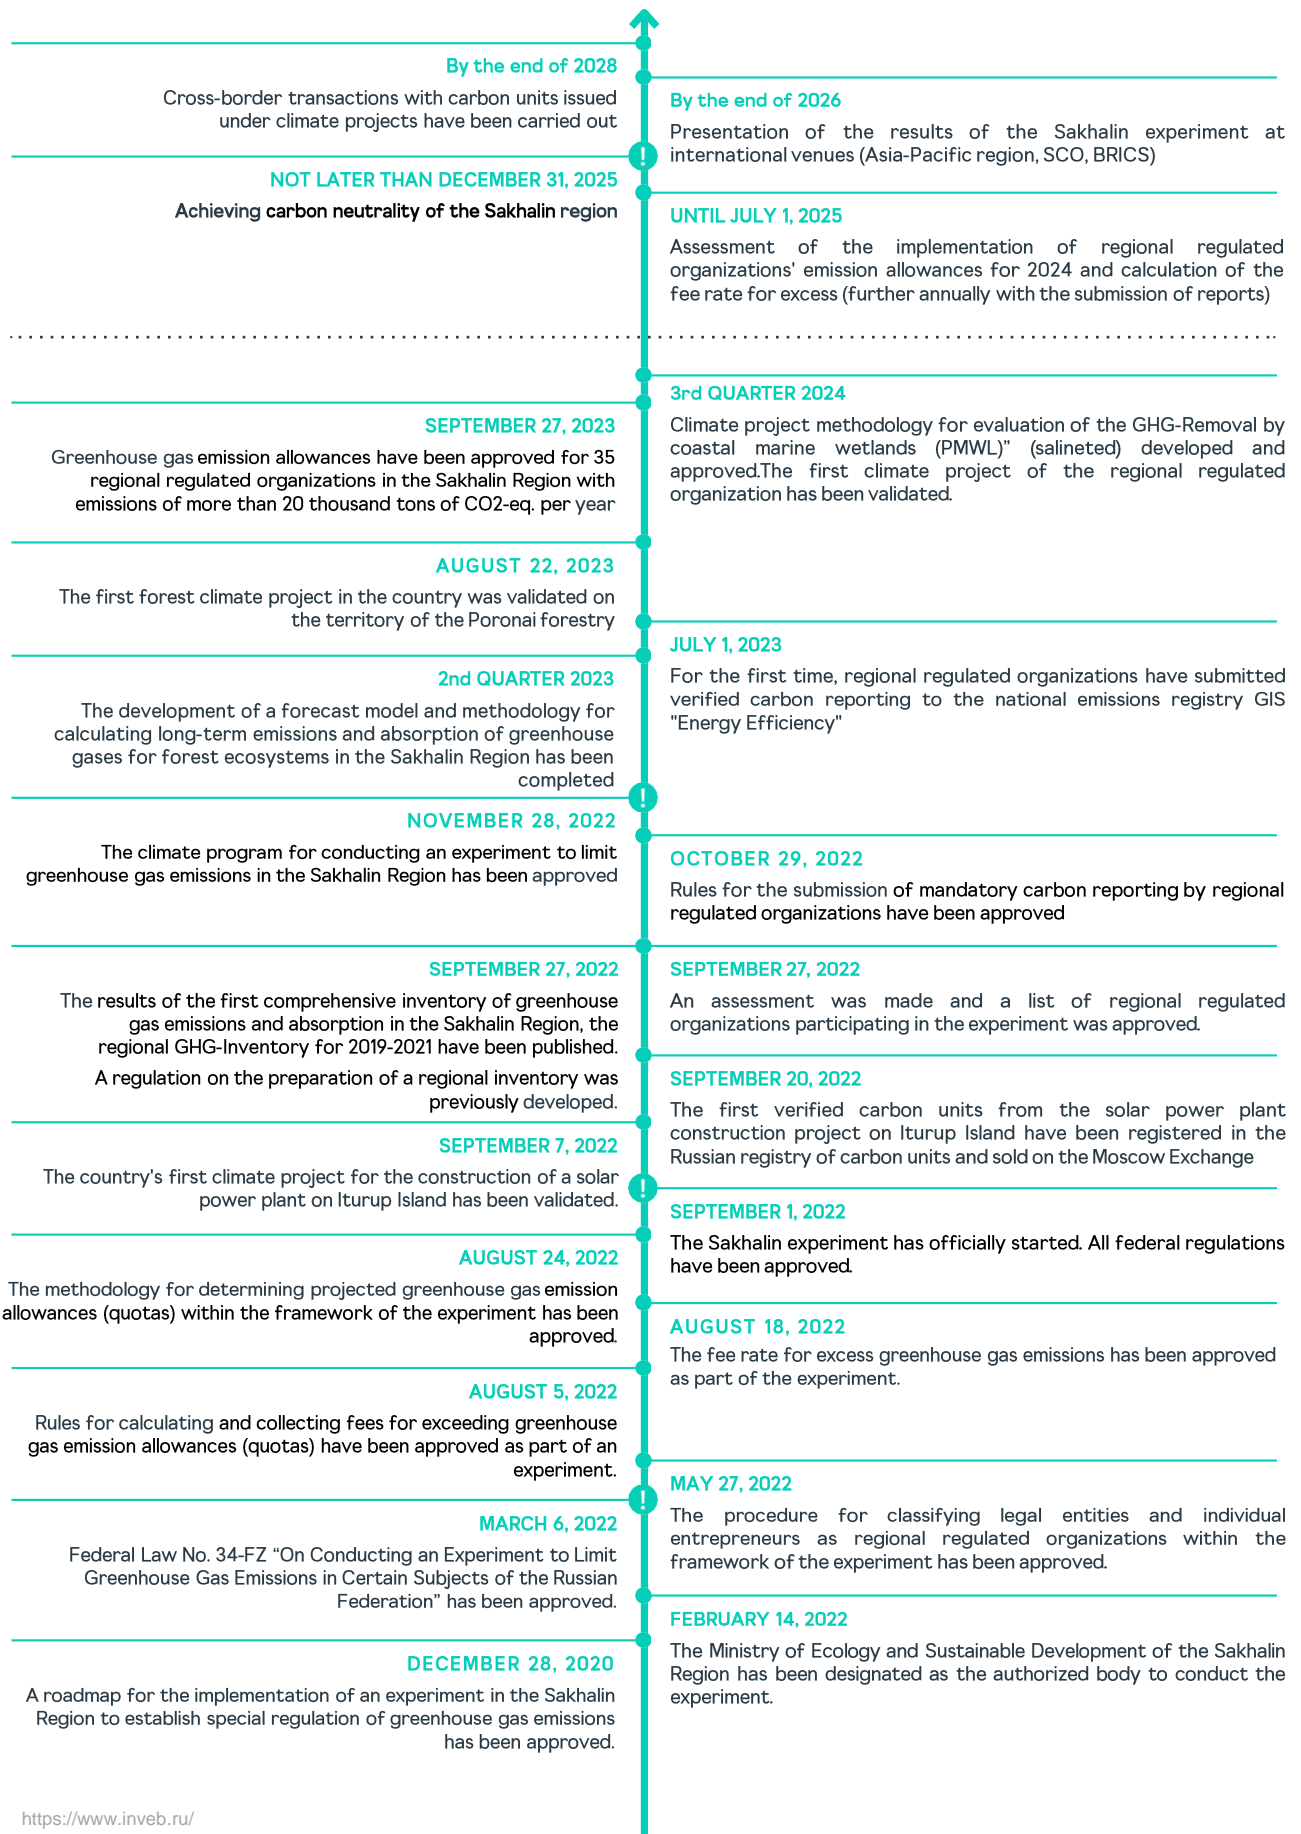 By the end of 2028
Cross-border transactions with carbon units issued
under climate projects have been carried out
By the end of 2026
Presentation of the results of the Sakhalin experiment at
international venues (Asia-Pacific region, SCO, BRICS)
!
NOT LATER THAN DECEMBER 31, 2025
Achieving carbon neutrality of the Sakhalin region
UNTIL JULY 1, 2025
Assessment of the implementation of regional regulated
organizations' emission allowances for 2024 and calculation of the
fee rate for excess (further annually with the submission of reports)
3rd QUARTER 2024
Climate project methodology for evaluation of the GHG-Removal by
coastal marine wetlands (PMWL)” (salineted) developed and
approved.The first climate project of the regional regulated
organization has been validated.
SEPTEMBER 27, 2023
Greenhouse gas emission allowances have been approved for 35
regional regulated organizations in the Sakhalin Region with
emissions of more than 20 thousand tons of CO2-eq. per year
AUGUST 22, 2023
The first forest climate project in the country was validated on
the territory of the Poronai forestry
JULY 1, 2023
For the first time, regional regulated organizations have submitted
verified carbon reporting to the national emissions registry GIS
"Energy Efficiency"
2nd QUARTER 2023
The development of a forecast model and methodology for
calculating long-term emissions and absorption of greenhouse
gases for forest ecosystems in the Sakhalin Region has been
completed
!
NOVEMBER 28, 2022
The climate program for conducting an experiment to limit
greenhouse gas emissions in the Sakhalin Region has been approved
OCTOBER 29, 2022
Rules for the submission of mandatory carbon reporting by regional
regulated organizations have been approved
SEPTEMBER 27, 2022
The results of the first comprehensive inventory of greenhouse
gas emissions and absorption in the Sakhalin Region, the
regional GHG-Inventory for 2019-2021 have been published.
A regulation on the preparation of a regional inventory was
previously developed.
SEPTEMBER 27, 2022
An assessment was made and a list of regional regulated
organizations participating in the experiment was approved.
SEPTEMBER 20, 2022
The first verified carbon units from the solar power plant
construction project on Iturup Island have been registered in the
Russian registry of carbon units and sold on the Moscow Exchange
SEPTEMBER 7, 2022
The country's first climate project for the construction of a solar
power plant on Iturup Island has been validated.
!
SEPTEMBER 1, 2022
The Sakhalin experiment has officially started. All federal regulations
have been approved.
AUGUST 24, 2022
The methodology for determining projected greenhouse gas emission
allowances (quotas) within the framework of the experiment has been
approved.
AUGUST 18, 2022
The fee rate for excess greenhouse gas emissions has been approved
as part of the experiment.
AUGUST 5, 2022
Rules for calculating and collecting fees for exceeding greenhouse
gas emission allowances (quotas) have been approved as part of an
experiment.
MAY 27, 2022
The procedure for classifying legal entities and individual
entrepreneurs as regional regulated organizations within the
framework of the experiment has been approved.
!
MARCH 6, 2022
Federal Law No. 34-FZ “On Conducting an Experiment to Limit
Greenhouse Gas Emissions in Certain Subjects of the Russian
Federation” has been approved.
FEBRUARY 14, 2022
The Ministry of Ecology and Sustainable Development of the Sakhalin
Region has been designated as the authorized body to conduct the
experiment.
DECEMBER 28, 2020
A roadmap for the implementation of an experiment in the Sakhalin
Region to establish special regulation of greenhouse gas emissions
has been approved.
https://www.inveb.ru/